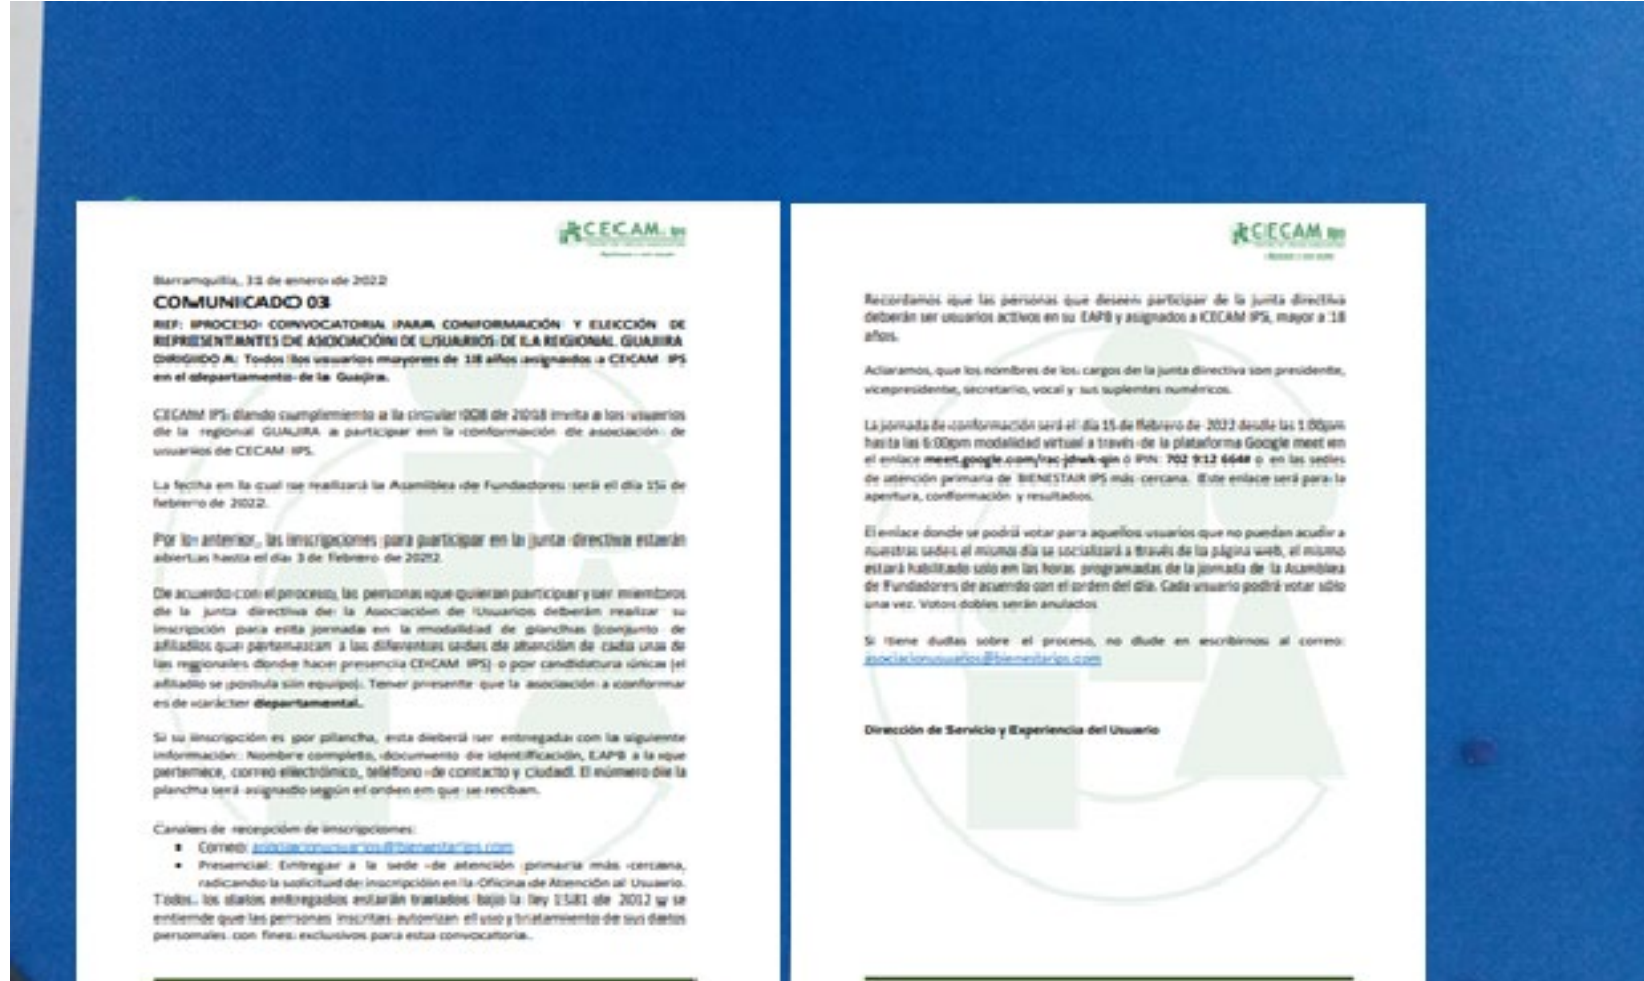 CECAM. ips
Barranquilla, 31 de enero de 2022
COMUNICADO 03
REF: PROCESO CONVOCATORIA PARA CONFORMACIÓN Y ELECCIÓN DE
REPRESENTANTES DE ASOCIACIÓN DE USUARIOS DE LA REGIONAL GUAJIRA
DIRIGIDO A: Todos los usuarios mayores de 18 años asignados a CECAM IPS
en el departamento de la Guajira.
CECAM IPS dando cumplimiento a la circular 008 de 2018 invita a los usuarios
de la regional GUAJIRA a participar en la conformación de asociación de
usuarios de CECAM IPS.
La fecha en la cual se realizará la Asamblea de Fundadores será el día 15 de
febrero de 2022.
Por lo anterior, las inscripciones para participar en la junta directiva estarán
abiertas hasta el día 3 de febrero de 2022.
De acuerdo con el proceso, las personas que quieran participar y ser miembros
de la junta directiva de la Asociación de Usuarios deberán realizar su
inscripción para esta jornada en la modalidad de planchas (conjunto de
afiliados que pertenezcan a las diferentes sedes de atención de cada una de
las regionales donde hace presencia CECAM IPS) o por candidatura única (el
afiliado se postula sin equipo). Tener presente que la asociación a conformar
es de carácter departamental.
Si su inscripción es por plancha, esta deberá ser entregada con la siguiente
información: Nombre completo, documento de identificación, EAPB a la que
pertenece, correo electrónico, teléfono de contacto y ciudad. El número de la
plancha será asignado según el orden en que se reciban.
Canales de recepción de inscripciones:
• Correo: asociacionusuarios@bienestarips.com
• Presencial: Entregar a la sede de atención primaria más cercana,
radicando la solicitud de inscripción en la Oficina de Atención al Usuario.
Todos los datos entregados estarán tratados bajo la ley 1581 de 2012 y se
entiende que las personas inscritas autorizan el uso y tratamiento de sus datos
personales con fines exclusivos para esta convocatoria.
CECAM ips
Recordamos que las personas que deseen participar de la junta directiva
deberán ser usuarios activos en su EAPB y asignados a CECAM IPS, mayor a 18
años.
Aclaramos, que los nombres de los cargos de la junta directiva son presidente,
vicepresidente, secretario, vocal y sus suplentes numéricos.
La jornada de conformación será el día 15 de febrero de 2022 desde las 1:00pm
hasta las 6:00pm modalidad virtual a través de la plataforma Google meet en
el enlace meet.google.com/rac-jdwk-qin ó PIN: 702 912 664# o en las sedes
de atención primaria de BIENESTAR IPS más cercana. Este enlace será para la
apertura, conformación y resultados.
El enlace donde se podrá votar para aquellos usuarios que no puedan acudir a
nuestras sedes el mismo día se socializará a través de la página web, el mismo
estará habilitado solo en las horas programadas de la jornada de la Asamblea
de Fundadores de acuerdo con el orden del día. Cada usuario podrá votar sólo
una vez. Votos dobles serán anulados
Si tiene dudas sobre el proceso, no dude en escribirnos al correo:
asociacionusuarios@bienestarips.com
Dirección de Servicio y Experiencia del Usuario